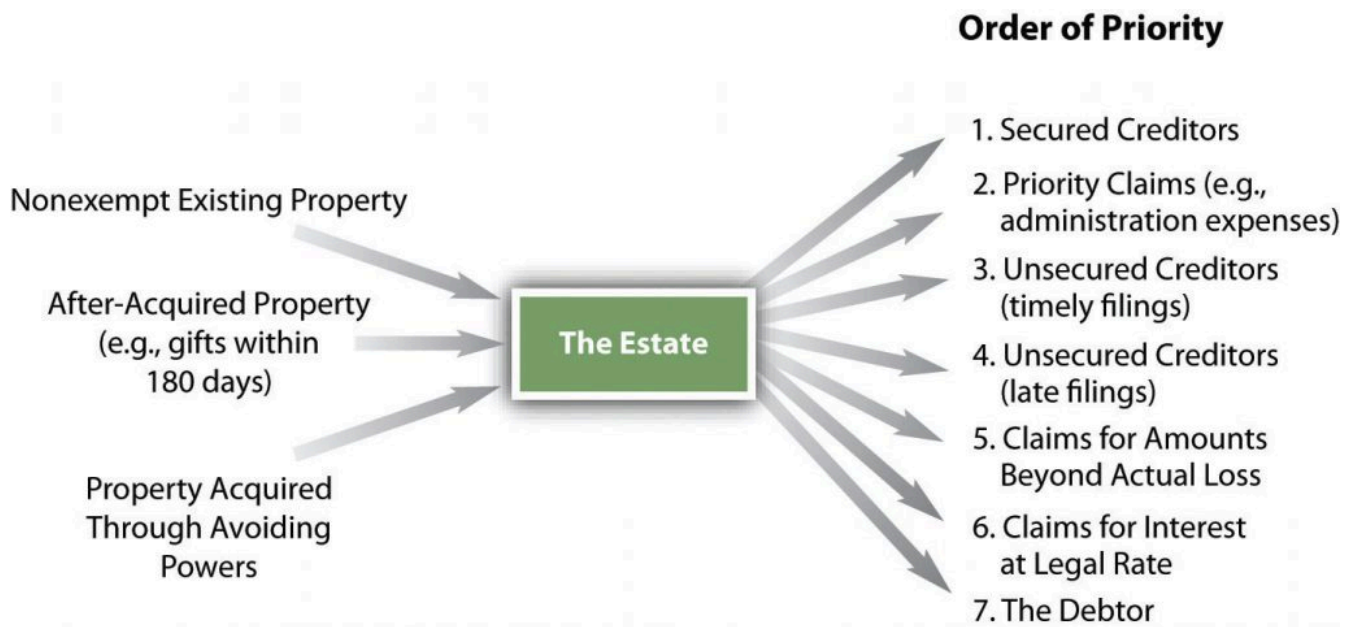 Order of Priority
Nonexempt Existing Property
After-Acquired Property
(e.g., gifts within
180 days)
Property Acquired
Through Avoiding
Powers
The Estate
1. Secured Creditors
2. Priority Claims (e.g.,
administration expenses)
3. Unsecured Creditors
(timely filings)
4. Unsecured Creditors
(late filings)
5. Claims for Amounts
Beyond Actual Loss
6. Claims for Interest
at Legal Rate
7. The Debtor